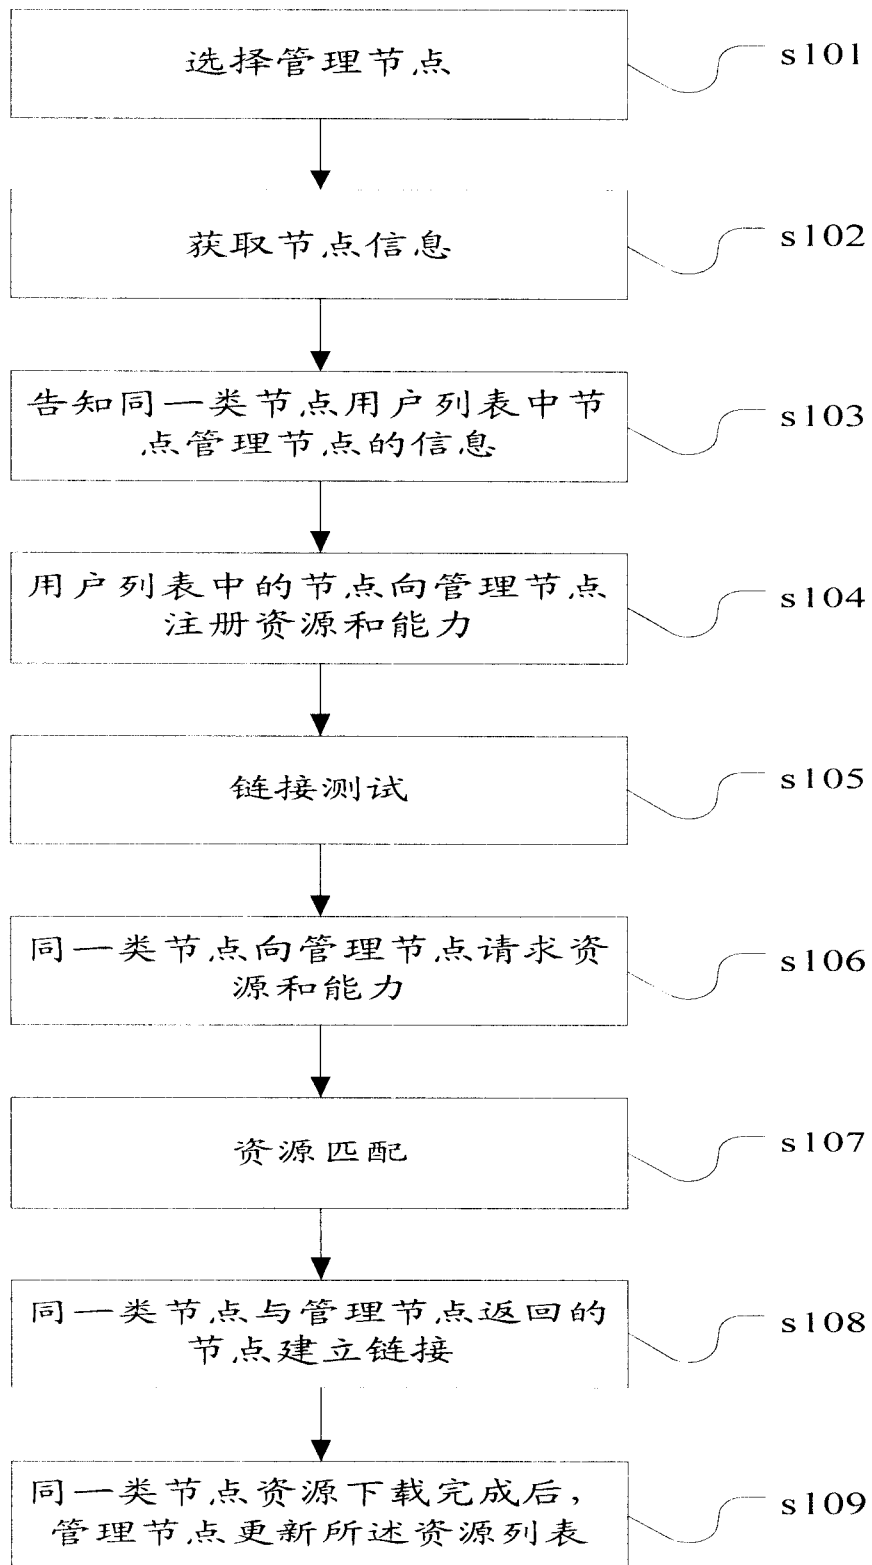 选择管理节点
s101
获取节点信息
s102
告知同一类节点用户列表中节
点管理节点的信息
s103
用户列表中的节点向管理节点
注册资源和能力
s104
链接测试
s105
同一类节点向管理节点请求资
源和能力
s106
资源匹配
s107
同一类节点与管理节点返回的
节点建立链接
s108
同一类节点资源下载完成后，
管理节点更新所述资源列表
s109